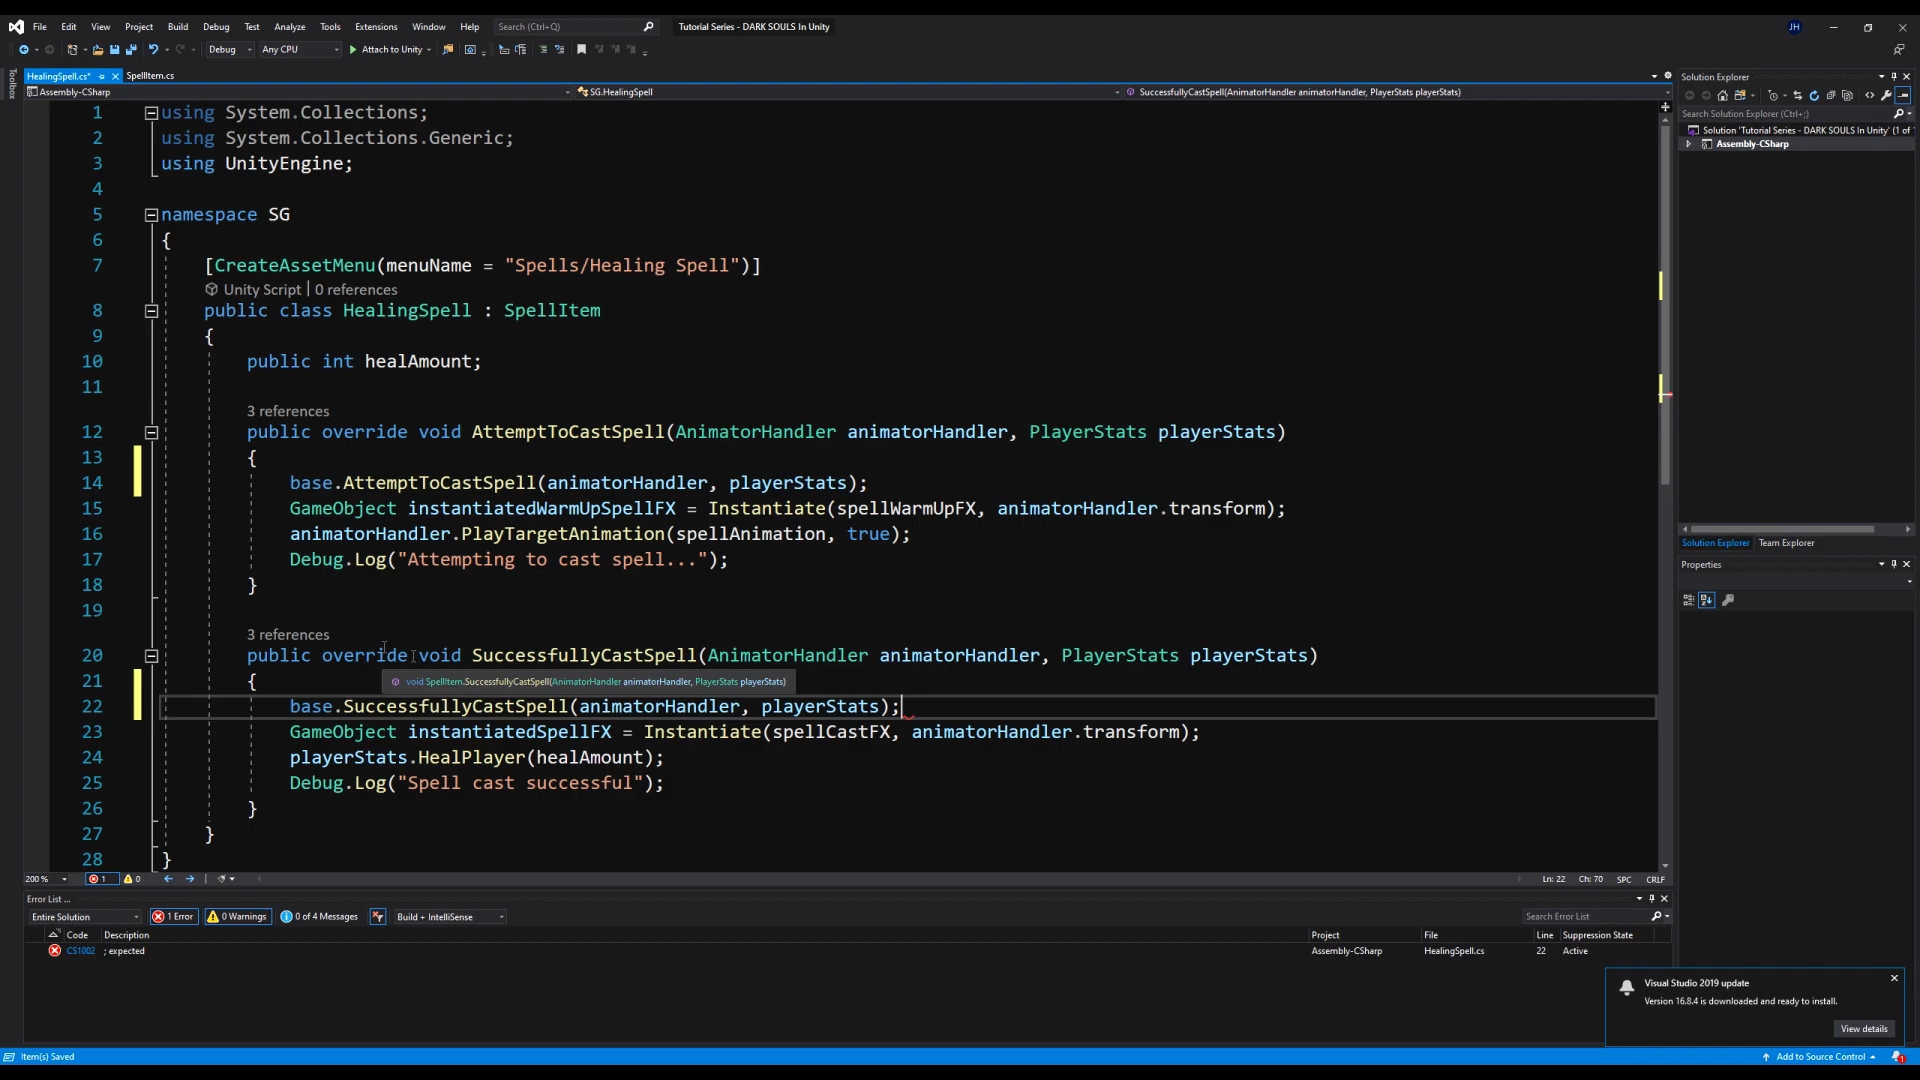 File Edit View Project Build Debug Test Analyze Tools Extensions Window Help Search (Ctrl+Q) Tutorial Series - DARK SOULS In Unity JH
Debug Any CPU Attach to Unity
Toolbox
HealingSpell.cs* SpellItem.cs
Assembly-CSharp SG.HealingSpell SuccessfullyCastSpell(AnimatorHandler animatorHandler, PlayerStats playerStats)
1 using System.Collections;
2 using System.Collections.Generic;
3 using UnityEngine;
4
5 namespace SG
6 {
7 [CreateAssetMenu(menuName = "Spells/Healing Spell")]
Unity Script | 0 references
8 public class HealingSpell : SpellItem
9 {
10 public int healAmount;
11
3 references
12 public override void AttemptToCastSpell(AnimatorHandler animatorHandler, PlayerStats playerStats)
13 {
14 base.AttemptToCastSpell(animatorHandler, playerStats);
15 GameObject instantiatedWarmUpSpellFX = Instantiate(spellWarmUpFX, animatorHandler.transform);
16 animatorHandler.PlayTargetAnimation(spellAnimation, true);
17 Debug.Log("Attempting to cast spell...");
18 }
19
3 references
20 public override void SuccessfullyCastSpell(AnimatorHandler animatorHandler, PlayerStats playerStats)
21 {
void SpellItem.SuccessfullyCastSpell(AnimatorHandler animatorHandler, PlayerStats playerStats)
22 base.SuccessfullyCastSpell(animatorHandler, playerStats);
23 GameObject instantiatedSpellFX = Instantiate(spellCastFX, animatorHandler.transform);
24 playerStats.HealPlayer(healAmount);
25 Debug.Log("Spell cast successful");
26 }
27 }
28 }
200 % 1 0 Ln: 22 Ch: 70 SPC CRLF
Solution Explorer
Search Solution Explorer (Ctrl+;)
Solution 'Tutorial Series - DARK SOULS In Unity' (1 of
Assembly-CSharp
Solution Explorer Team Explorer
Properties
Error List ...
Entire Solution 1 Error 0 Warnings 0 of 4 Messages Build + IntelliSense Search Error List
Code Description Project File Line Suppression State
CS1002 ; expected Assembly-CSharp HealingSpell.cs 22 Active
Visual Studio 2019 update
Version 16.8.4 is downloaded and ready to install.
View details
Item(s) Saved Add to Source Control 1